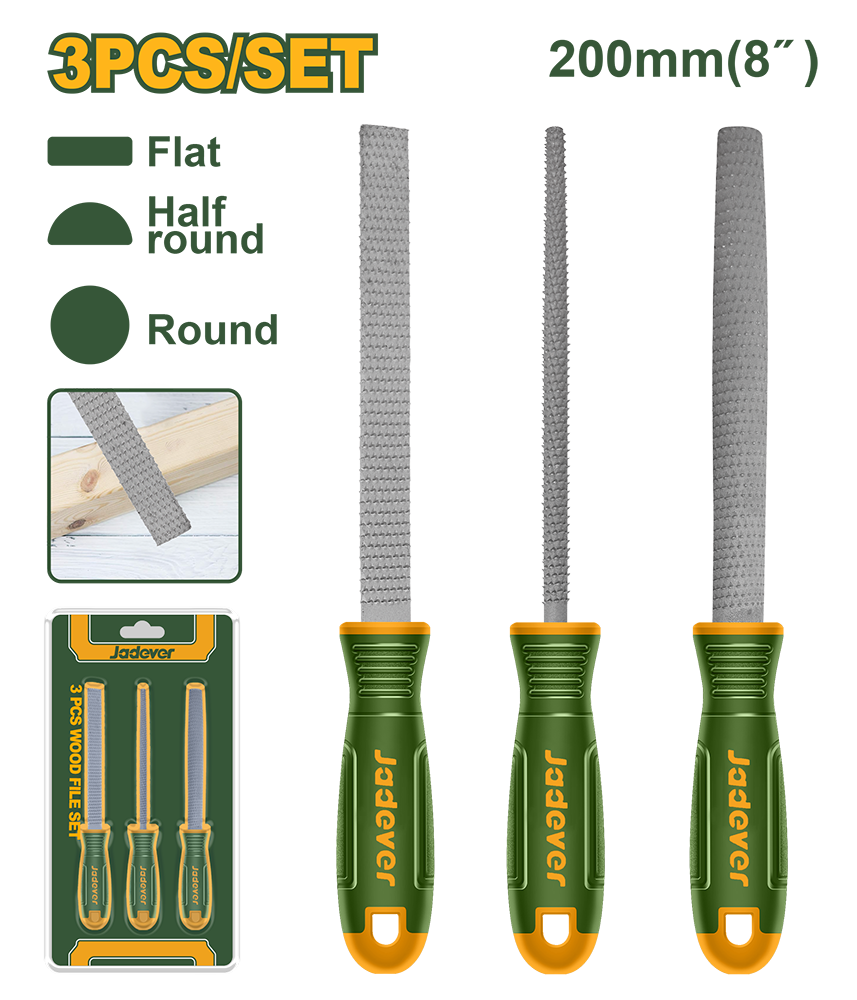 3PCS/SET
200mm(8″)
Flat
Half
round
Round
Jadever
3 PCS WOOD FILE SET
Jadever
Jadever
Jadever
Jadever
Jadever
Jadever